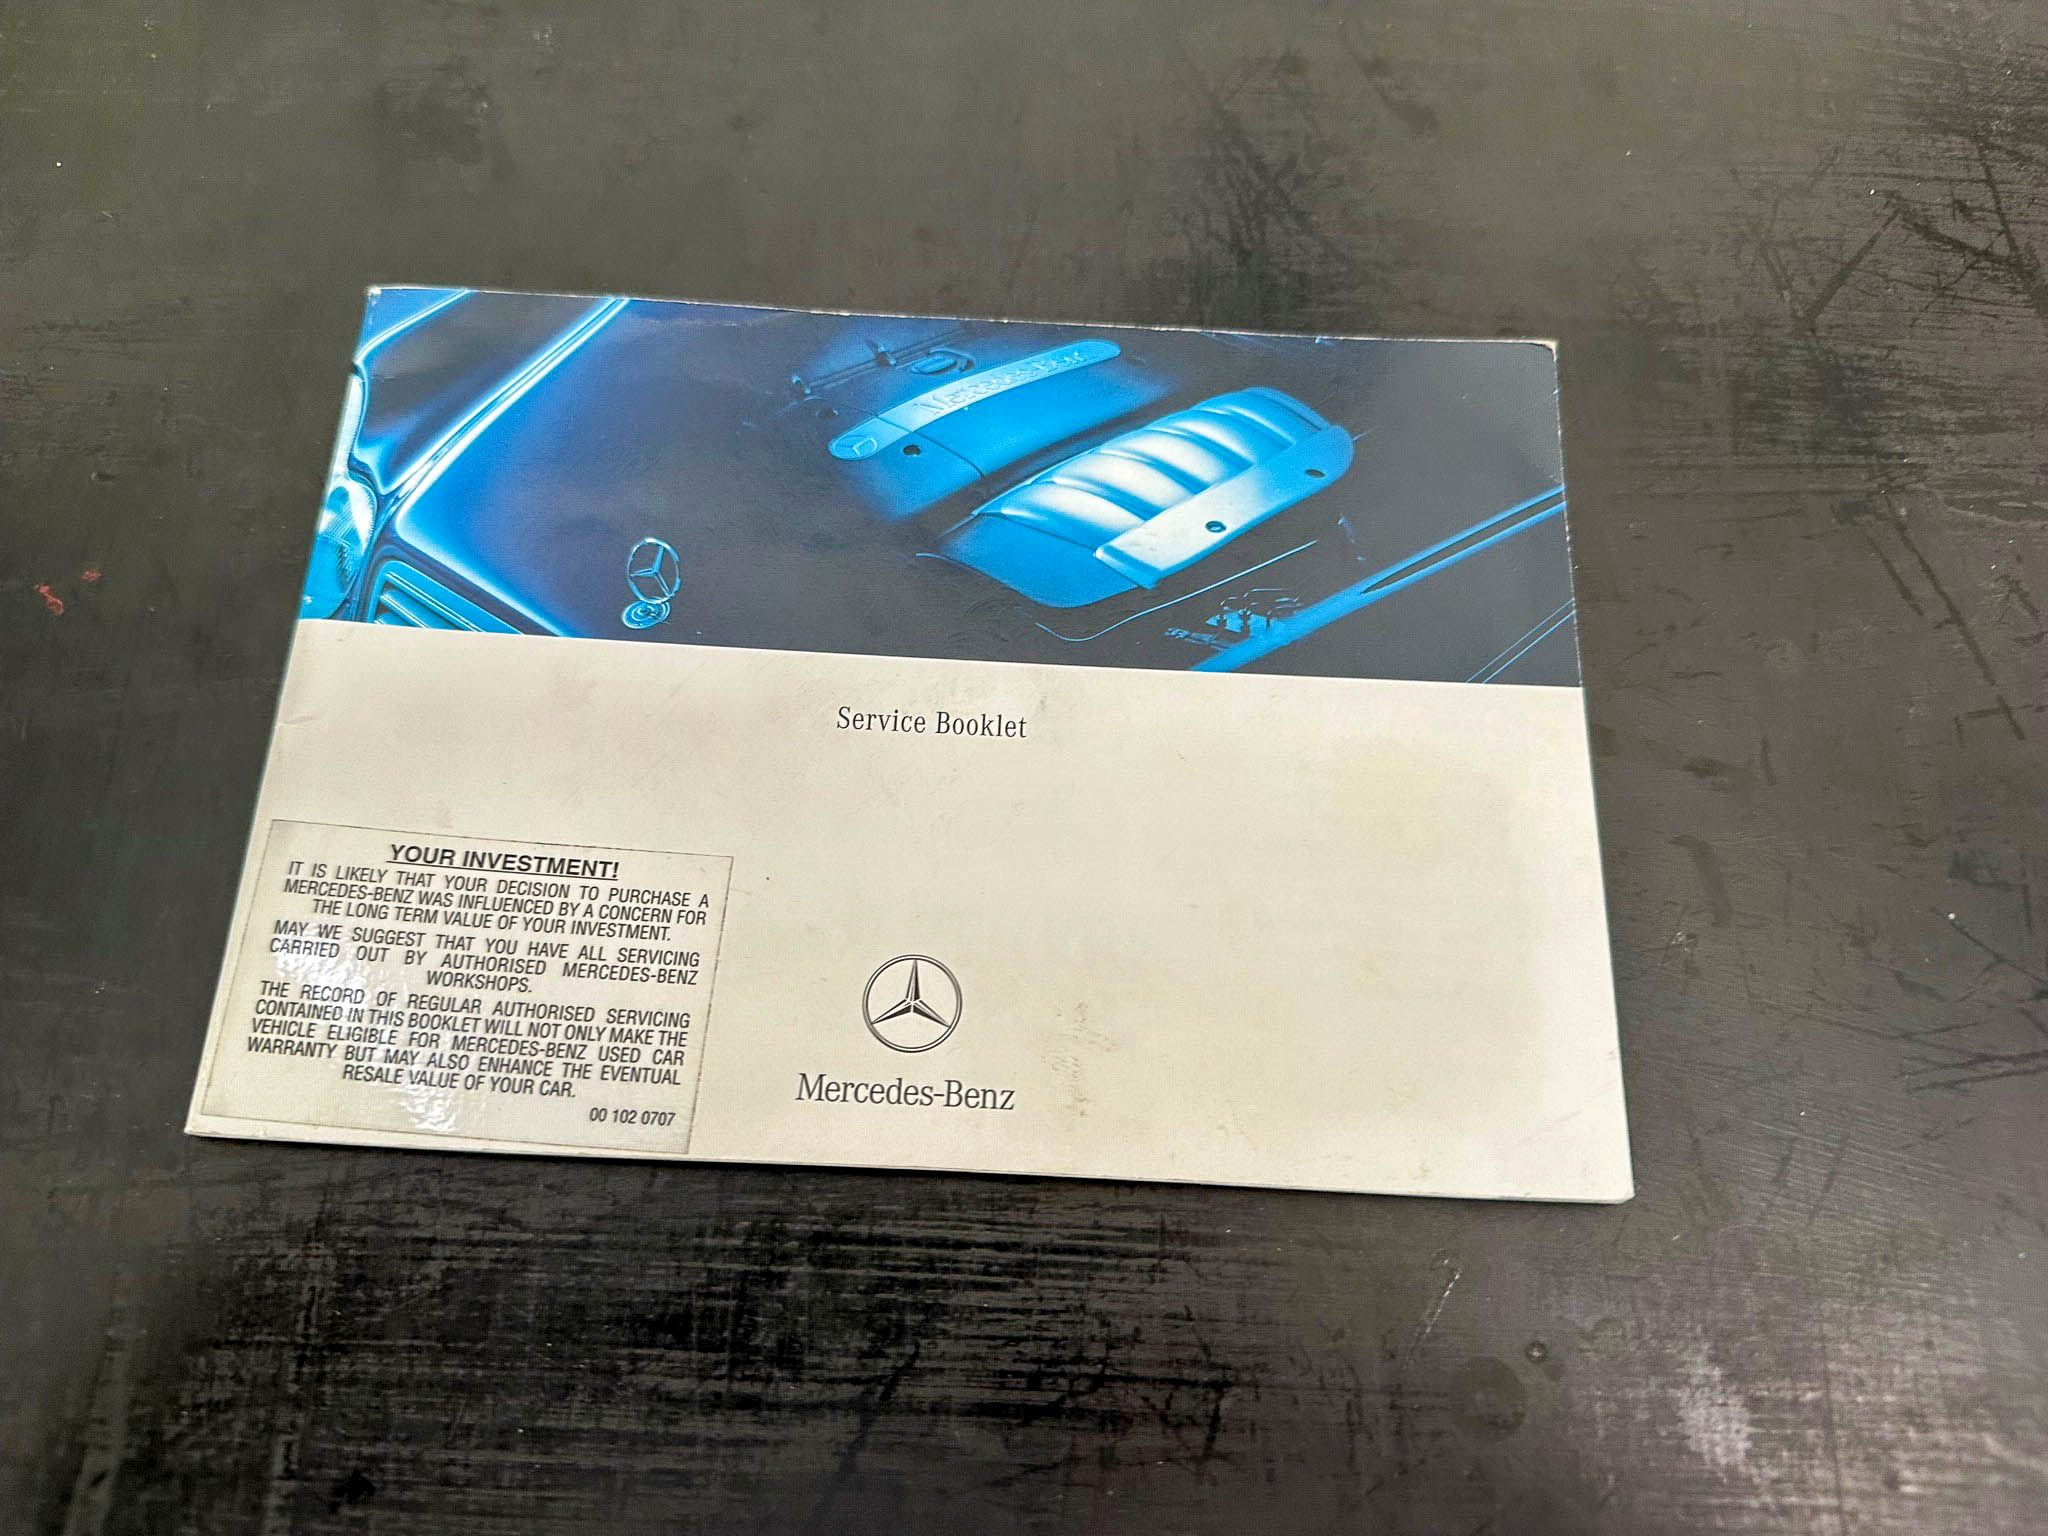 Mercedes-Benz
Service Booklet
YOUR INVESTMENT!
IT IS LIKELY THAT YOUR DECISION TO PURCHASE A
MERCEDES-BENZ WAS INFLUENCED BY A CONCERN FOR
THE LONG TERM VALUE OF YOUR INVESTMENT.
MAY WE SUGGEST THAT YOU HAVE ALL SERVICING
CARRIED OUT BY AUTHORISED MERCEDES-BENZ
WORKSHOPS.
THE RECORD OF REGULAR AUTHORISED SERVICING
CONTAINED IN THIS BOOKLET WILL NOT ONLY MAKE THE
VEHICLE ELIGIBLE FOR MERCEDES-BENZ USED CAR
WARRANTY BUT MAY ALSO ENHANCE THE EVENTUAL
RESALE VALUE OF YOUR CAR.
00 102 0707
Mercedes-Benz